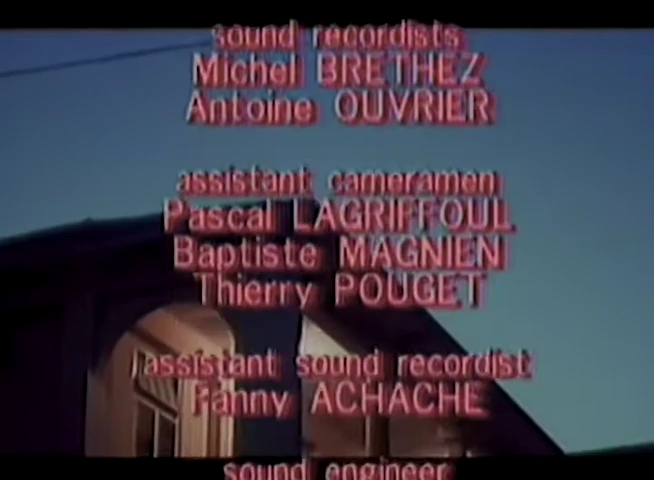 sound recordists
Michel BRETHEZ
Antoine OUVRIER
assistant cameramen
Pascal LAGRIFFOUL
Baptiste MAGNIEN
Thierry POUGET
assistant sound recordist
Fanny ACHACHE
sound engineer